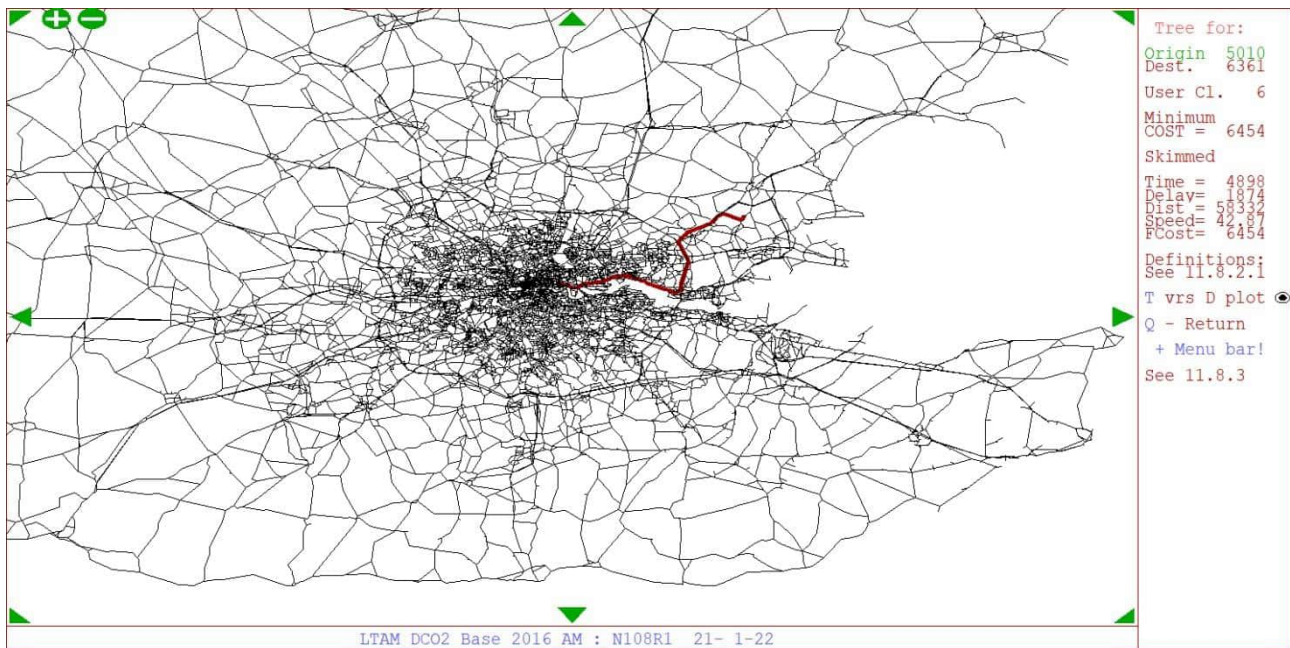 Tree for:
Origin 5010
Dest. 6361
User Cl. 6
Minimum
COST = 6454
Skimmed
Time = 4898
Delay= 1874
Dist = 58332
Speed= 42.87
FCost= 6454
Definitions:
See 11.8.2.1
T vrs D plot
Q - Return
+ Menu bar!
See 11.8.3
LTAM DCO2 Base 2016 AM : N108R1 21- 1-22